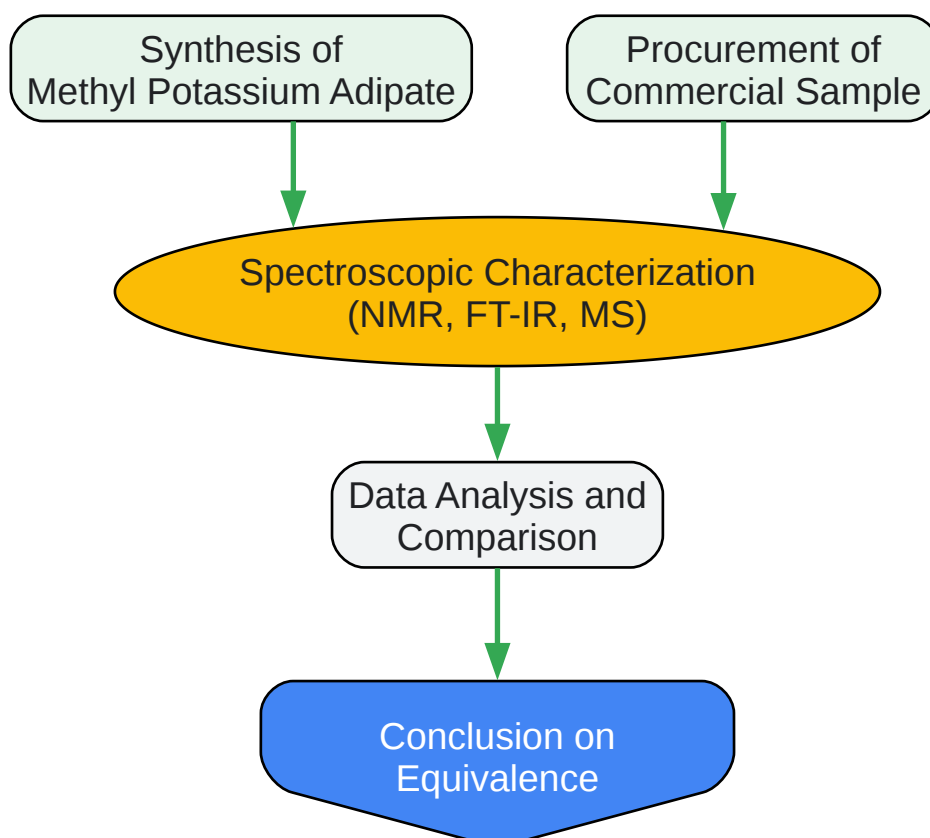 Synthesis of
Methyl Potassium Adipate
Procurement of
Commercial Sample
Spectroscopic Characterization
(NMR, FT-IR, MS)
Data Analysis and
Comparison
Conclusion on
Equivalence